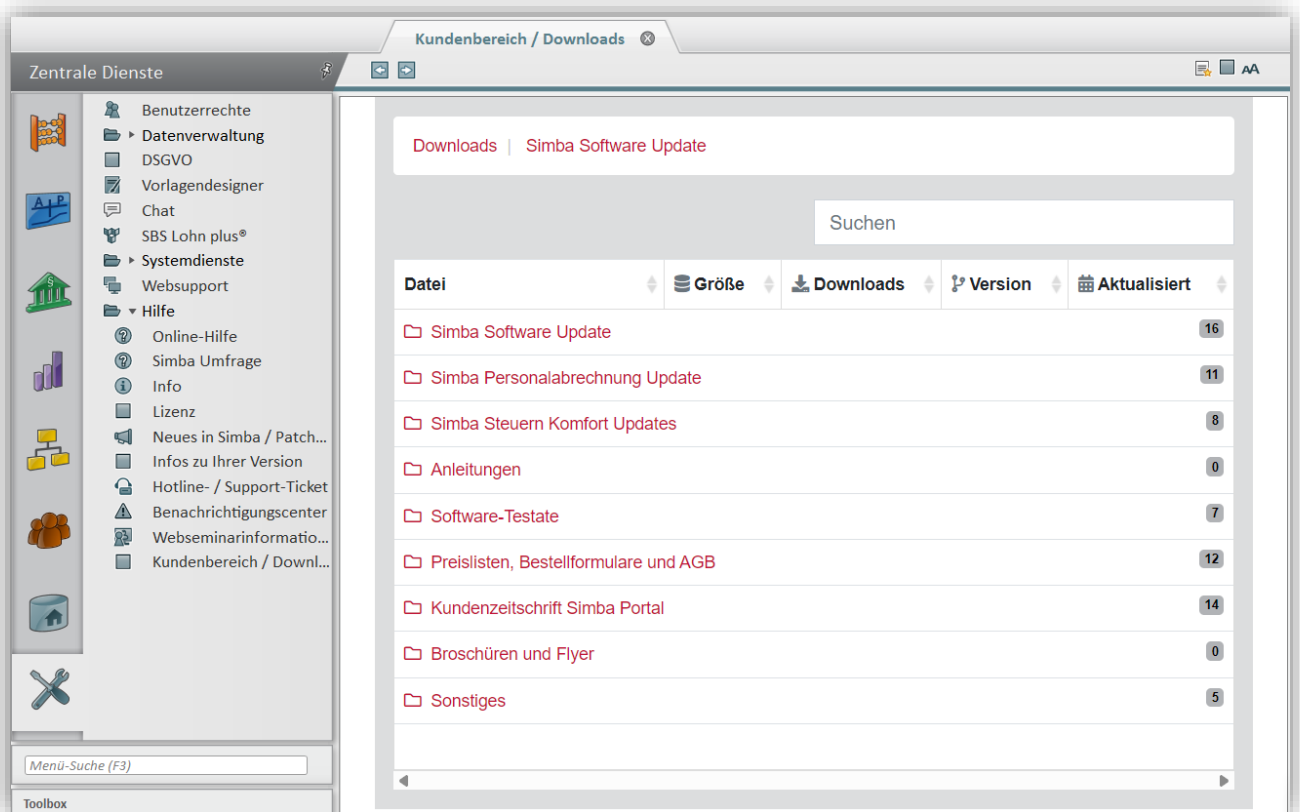 Kundenbereich / Downloads
Zentrale Dienste
AA
A P
§
Benutzerrechte
Datenverwaltung
DSGVO
Vorlagendesigner
Chat
SBS Lohn plus®
Systemdienste
Websupport
Hilfe
Online-Hilfe
Simba Umfrage
Info
Lizenz
Neues in Simba / Patch...
Infos zu Ihrer Version
Hotline- / Support-Ticket
Benachrichtigungscenter
Webseminarinformatio...
Kundenbereich / Downl...
Menü-Suche (F3)
Toolbox
Downloads | Simba Software Update
Suchen
Datei Größe Downloads Version Aktualisiert
Simba Software Update 16
Simba Personalabrechnung Update 11
Simba Steuern Komfort Updates 8
Anleitungen 0
Software-Testate 7
Preislisten, Bestellformulare und AGB 12
Kundenzeitschrift Simba Portal 14
Broschüren und Flyer 0
Sonstiges 5